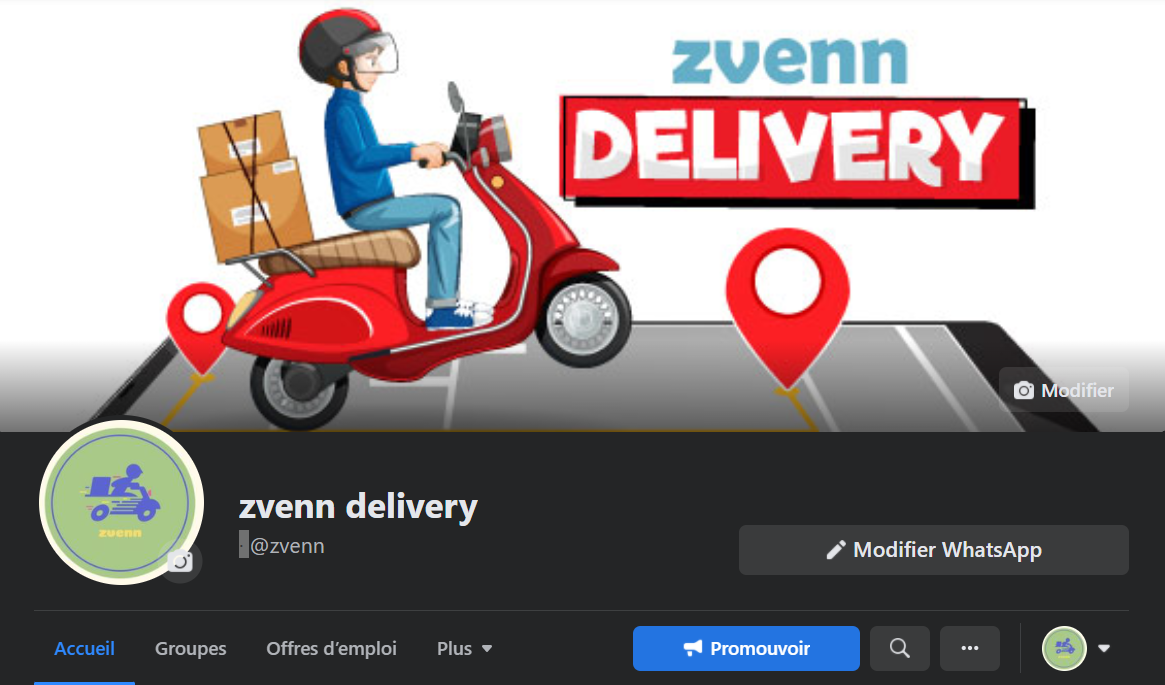 zvenn
DELIVERY
Modifier
zvenn
zvenn delivery
@zvenn
Modifier WhatsApp
Accueil
Groupes
Offres d’emploi
Plus
Promouvoir